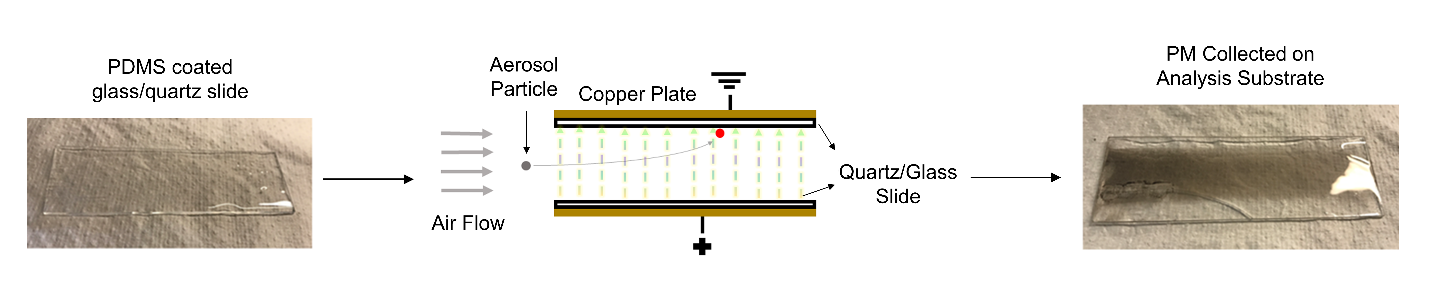 PDMS coated
glass/quartz slide
Aerosol
Particle
Copper Plate
Air Flow
Quartz/Glass
Slide
PM Collected on
Analysis Substrate